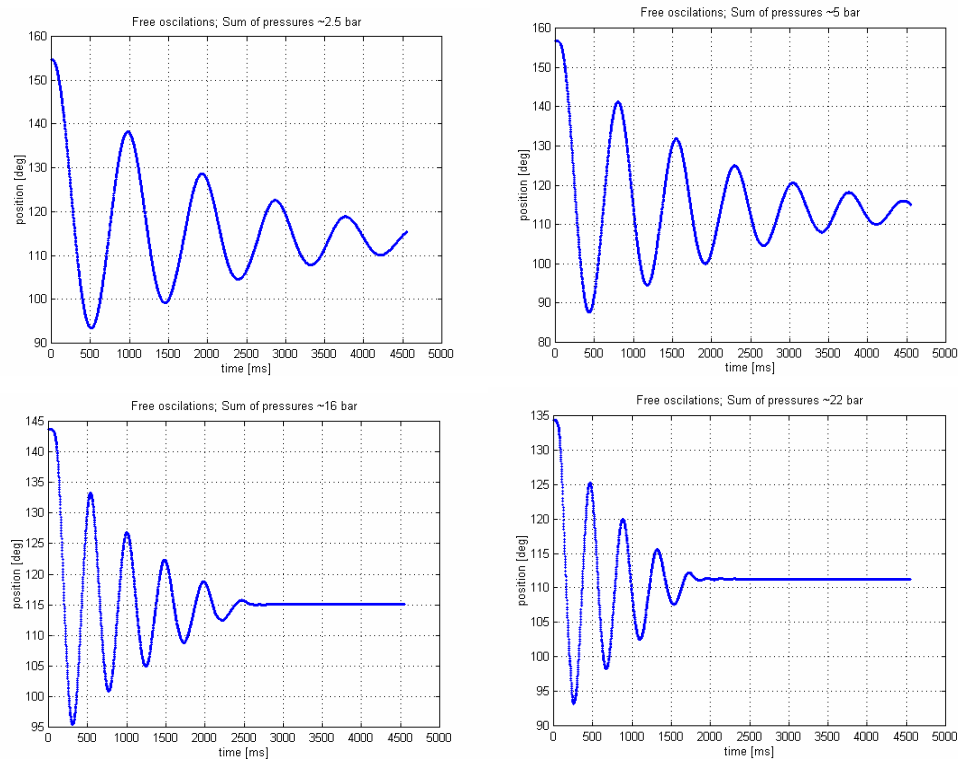 Free oscilations; Sum of pressures ~2.5 bar
160
150
140
130
120
110
100
90
position [deg]
0 500 1000 1500 2000 2500 3000 3500 4000 4500 5000
time [ms]
Free oscilations; Sum of pressures ~5 bar
160
150
140
130
120
110
100
90
80
position [deg]
0 500 1000 1500 2000 2500 3000 3500 4000 4500 5000
time [ms]
Free oscilations; Sum of pressures ~16 bar
145
140
135
130
125
120
115
110
105
100
95
position [deg]
0 500 1000 1500 2000 2500 3000 3500 4000 4500 5000
time [ms]
Free oscilations; Sum of pressures ~22 bar
135
130
125
120
115
110
105
100
95
90
position [deg]
0 500 1000 1500 2000 2500 3000 3500 4000 4500 5000
time [ms]